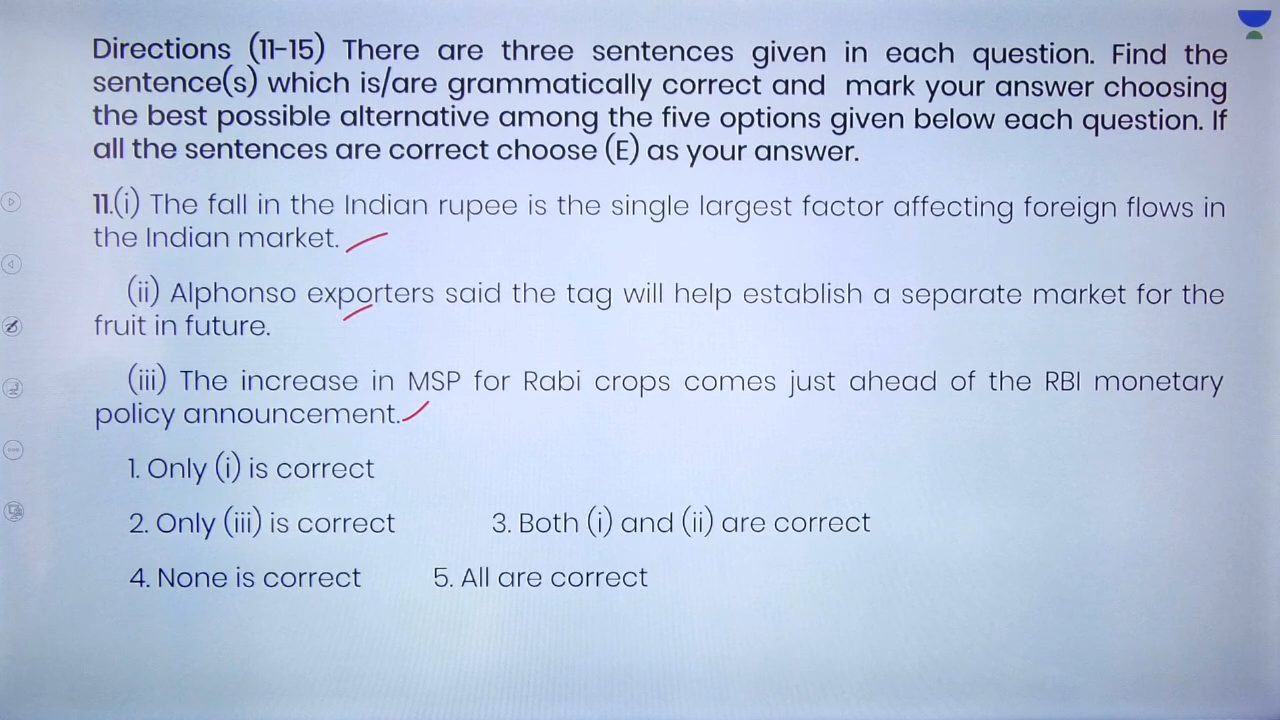 Directions (11-15) There are three sentences given in each question. Find the
sentence(s) which is/are grammatically correct and mark your answer choosing
the best possible alternative among the five options given below each question. If
all the sentences are correct choose (E) as your answer.
11.(i) The fall in the Indian rupee is the single largest factor affecting foreign flows in
the Indian market.
(ii) Alphonso exporters said the tag will help establish a separate market for the
fruit in future.
(iii) The increase in MSP for Rabi crops comes just ahead of the RBI monetary
policy announcement.
1. Only (i) is correct
2. Only (iii) is correct 3. Both (i) and (ii) are correct
4. None is correct 5. All are correct